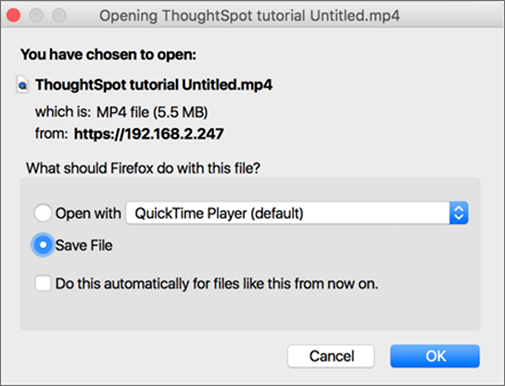 Opening ThoughtSpot tutorial Untitled.mp4
You have chosen to open:
ThoughtSpot tutorial Untitled.mp4
which is: MP4 file (5.5 MB)
from: https://192.168.2.247
What should Firefox do with this file?
Open with QuickTime Player (default)
Save File
Do this automatically for files like this from now on.
Cancel OK